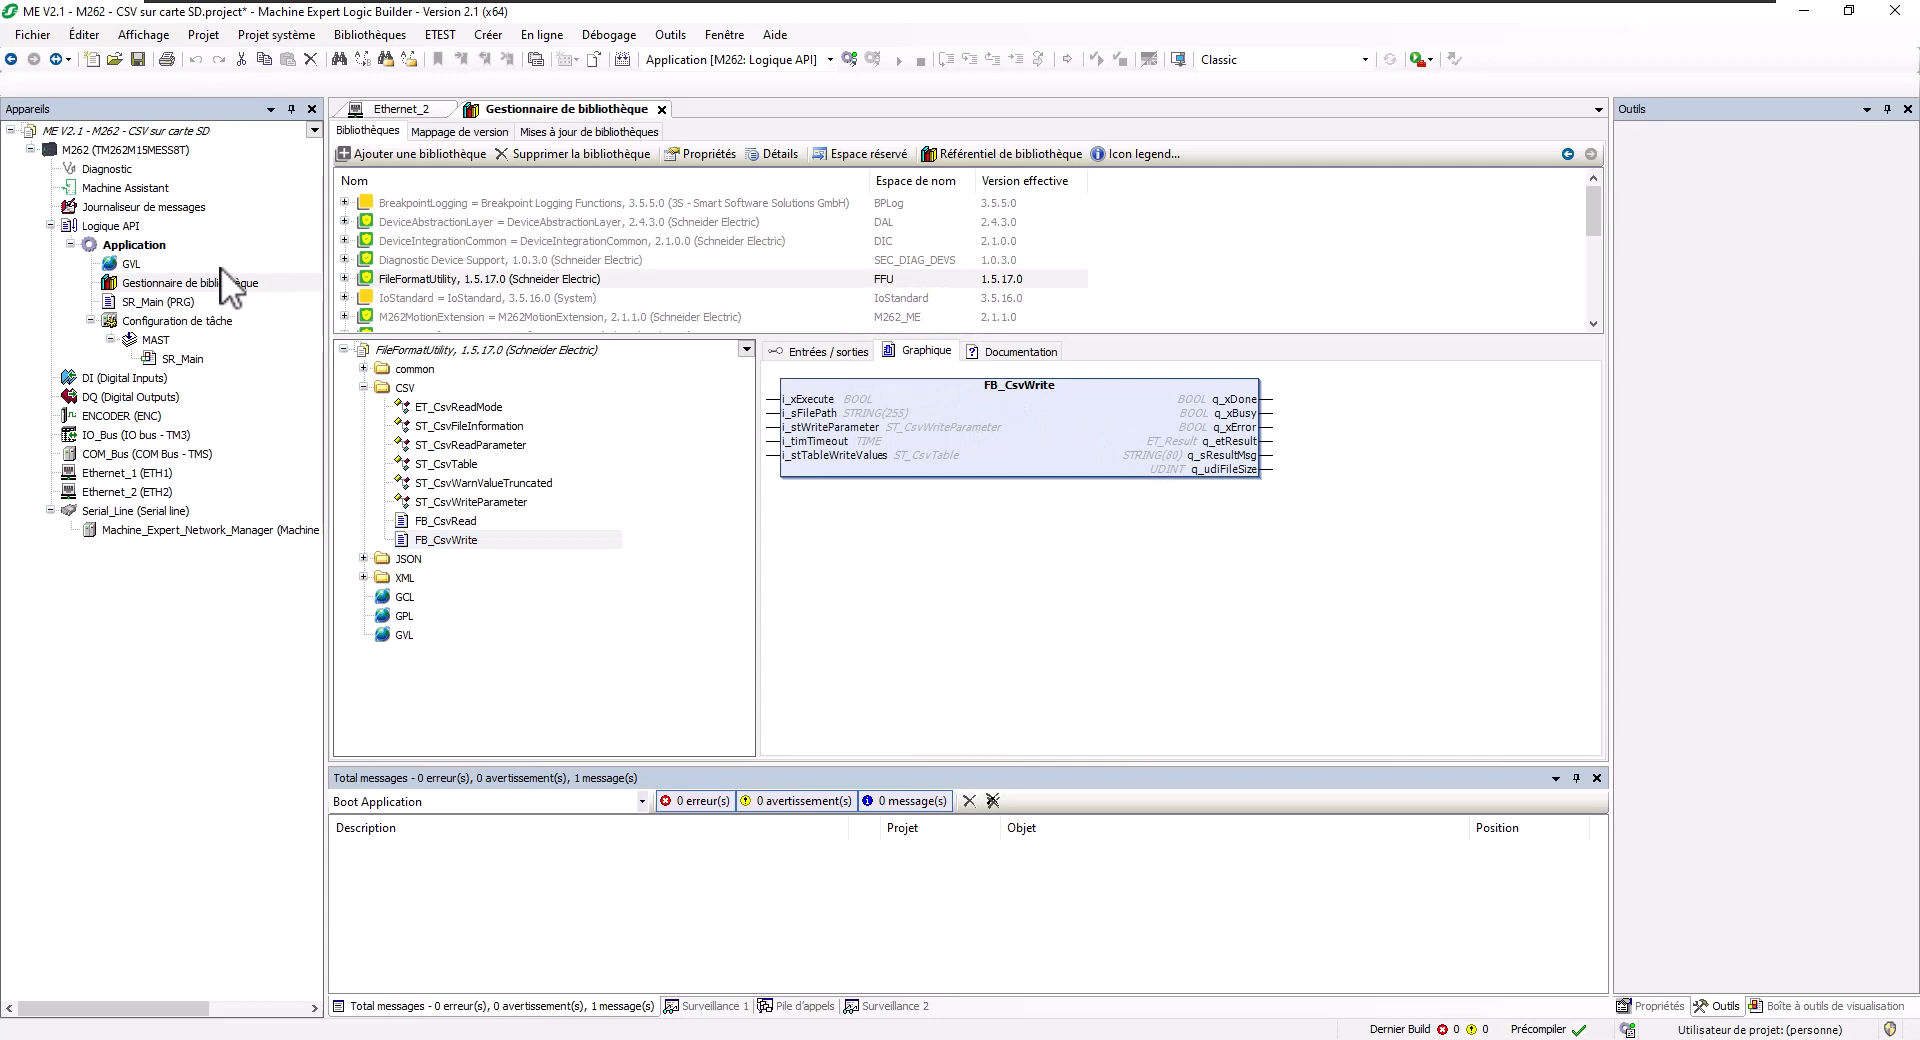 ME V2.1 - M262 - CSV sur carte SD.project* - Machine Expert Logic Builder - Version 2.1 (x64)
Fichier Éditer Affichage Projet Projet système Bibliothèques ETEST Créer En ligne Débogage Outils Fenêtre Aide
Application [M262: Logique API] Classic
Appareils
ME V2.1 - M262 - CSV sur carte SD
M262 (TM262M15MESS8T)
Diagnostic
Machine Assistant
Journaliseur de messages
Logique API
Application
GVL
Gestionnaire de bibliothèque
SR_Main (PRG)
Configuration de tâche
MAST
SR_Main
DI (Digital Inputs)
DQ (Digital Outputs)
ENCODER (ENC)
IO_Bus (IO bus - TM3)
COM_Bus (COM Bus - TMS)
Ethernet_1 (ETH1)
Ethernet_2 (ETH2)
Serial_Line (Serial line)
Machine_Expert_Network_Manager (Machine
Ethernet_2 Gestionnaire de bibliothèque
Bibliothèques Mappage de version Mises à jour de bibliothèques
Ajouter une bibliothèque Supprimer la bibliothèque Propriétés Détails Espace réservé Référentiel de bibliothèque Icon legend...
Nom Espace de nom Version effective
BreakpointLogging = Breakpoint Logging Functions, 3.5.5.0 (3S - Smart Software Solutions GmbH) BPLog 3.5.5.0
DeviceAbstractionLayer = DeviceAbstractionLayer, 2.4.3.0 (Schneider Electric) DAL 2.4.3.0
DeviceIntegrationCommon = DeviceIntegrationCommon, 2.1.0.0 (Schneider Electric) DIC 2.1.0.0
Diagnostic Device Support, 1.0.3.0 (Schneider Electric) SEC_DIAG_DEVS 1.0.3.0
FileFormatUtility, 1.5.17.0 (Schneider Electric) FFU 1.5.17.0
IoStandard = IoStandard, 3.5.16.0 (System) IoStandard 3.5.16.0
M262MotionExtension = M262MotionExtension, 2.1.1.0 (Schneider Electric) M262_ME 2.1.1.0
FileFormatUtility, 1.5.17.0 (Schneider Electric)
common
CSV
ET_CsvReadMode
ST_CsvFileInformation
ST_CsvReadParameter
ST_CsvTable
ST_CsvWarnValueTruncated
ST_CsvWriteParameter
FB_CsvRead
FB_CsvWrite
JSON
XML
GCL
GPL
GVL
Entrées / sorties Graphique Documentation
FB_CsvWrite
i_xExecute BOOL BOOL q_xDone
i_sFilePath STRING(255) BOOL q_xBusy
i_stWriteParameter ST_CsvWriteParameter BOOL q_xError
i_timTimeout TIME ET_Result q_etResult
i_stTableWriteValues ST_CsvTable STRING(80) q_sResultMsg
UDINT q_udiFileSize
Total messages - 0 erreur(s), 0 avertissement(s), 1 message(s)
Boot Application 0 erreur(s) 0 avertissement(s) 0 message(s)
Description Projet Objet Position
Total messages - 0 erreur(s), 0 avertissement(s), 1 message(s) Surveillance 1 Pile d'appels Surveillance 2
Outils
Propriétés Outils Boîte à outils de visualisation
Dernier Build 0 0 Précompiler Utilisateur de projet: (personne)